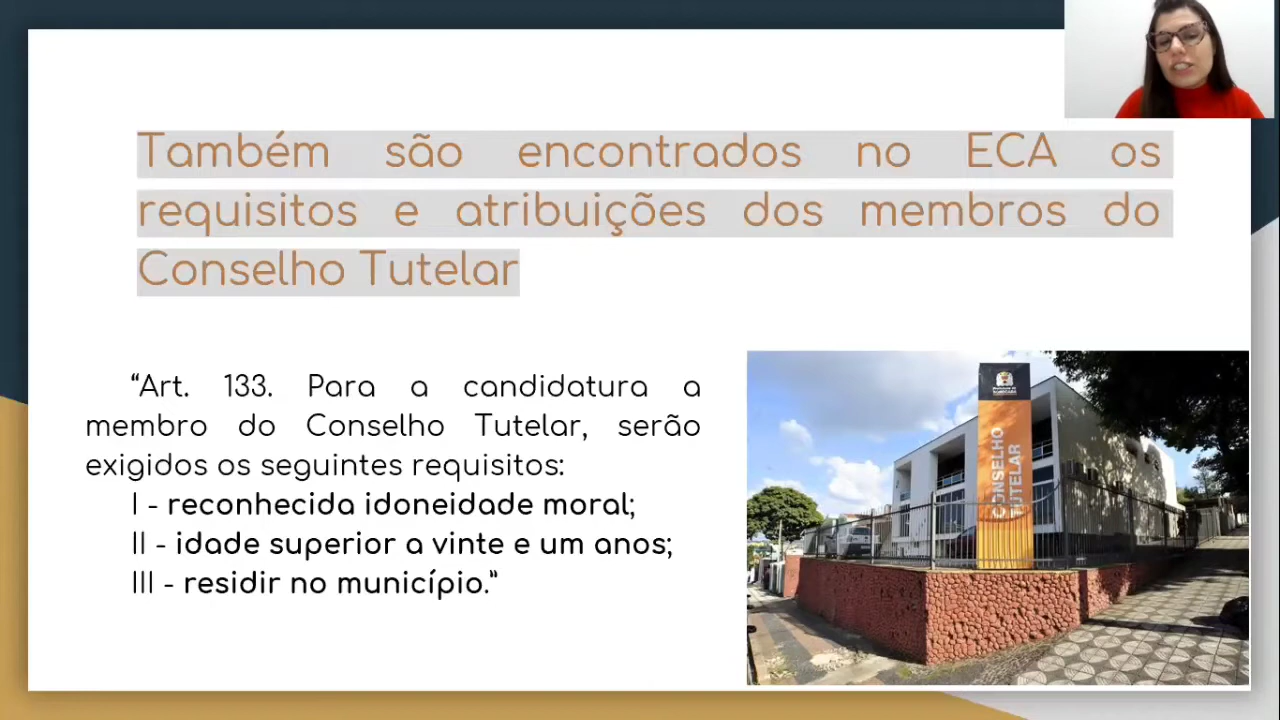 Também são encontrados no ECA os
requisitos e atribuições dos membros do
Conselho Tutelar
“Art. 133. Para a candidatura a
membro do Conselho Tutelar, serão
exigidos os seguintes requisitos:
I - reconhecida idoneidade moral;
II - idade superior a vinte e um anos;
III - residir no município.”
CONSELHO
TUTELAR